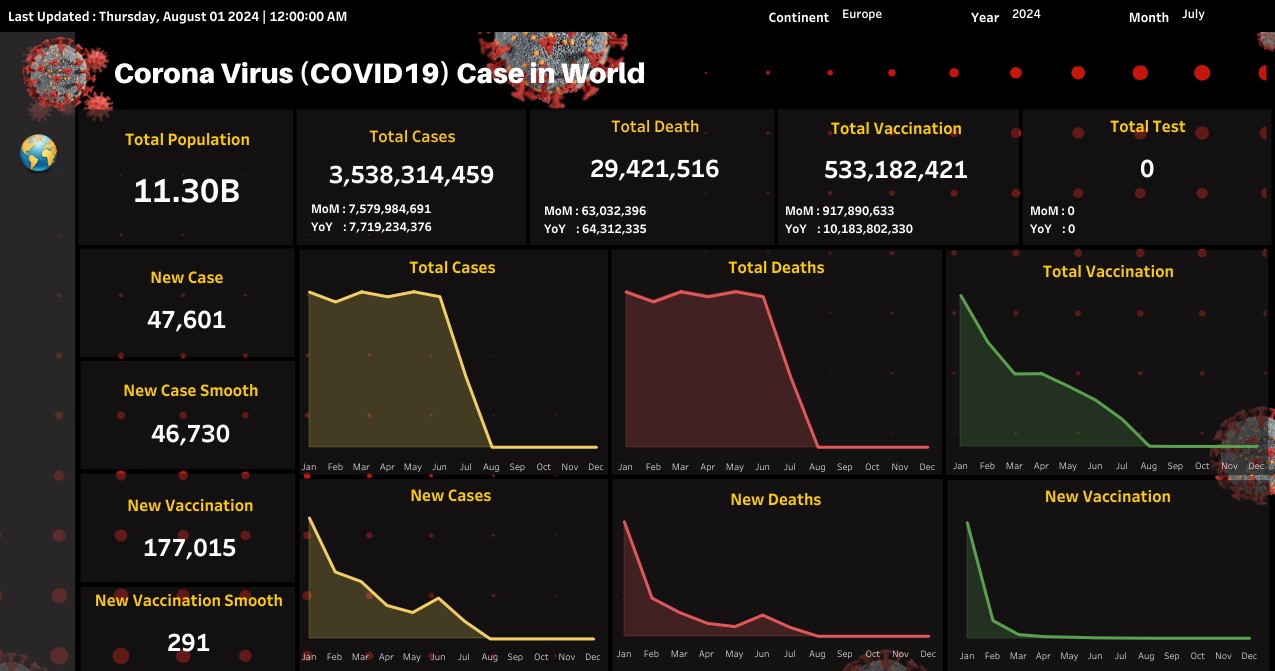 Last Updated : Thursday, August 01 2024 | 12:00:00 AM
Continent Europe
Year 2024
Month July
Corona Virus (COVID19) Case in World
Total Population
11.30B
Total Cases
3,538,314,459
MoM : 7,579,984,691
YoY : 7,719,234,376
Total Death
29,421,516
MoM : 63,032,396
YoY : 64,312,335
Total Vaccination
533,182,421
MoM : 917,890,633
YoY : 10,183,802,330
Total Test
0
MoM : 0
YoY : 0
New Case
47,601
New Case Smooth
46,730
New Vaccination
177,015
New Vaccination Smooth
291
Total Cases
Jan Feb Mar Apr May Jun Jul Aug Sep Oct Nov Dec
Total Deaths
Jan Feb Mar Apr May Jun Jul Aug Sep Oct Nov Dec
Total Vaccination
Jan Feb Mar Apr May Jun Jul Aug Sep Oct Nov Dec
New Cases
Jan Feb Mar Apr May Jun Jul Aug Sep Oct Nov Dec
New Deaths
Jan Feb Mar Apr May Jun Jul Aug Sep Oct Nov Dec
New Vaccination
Jan Feb Mar Apr May Jun Jul Aug Sep Oct Nov Dec